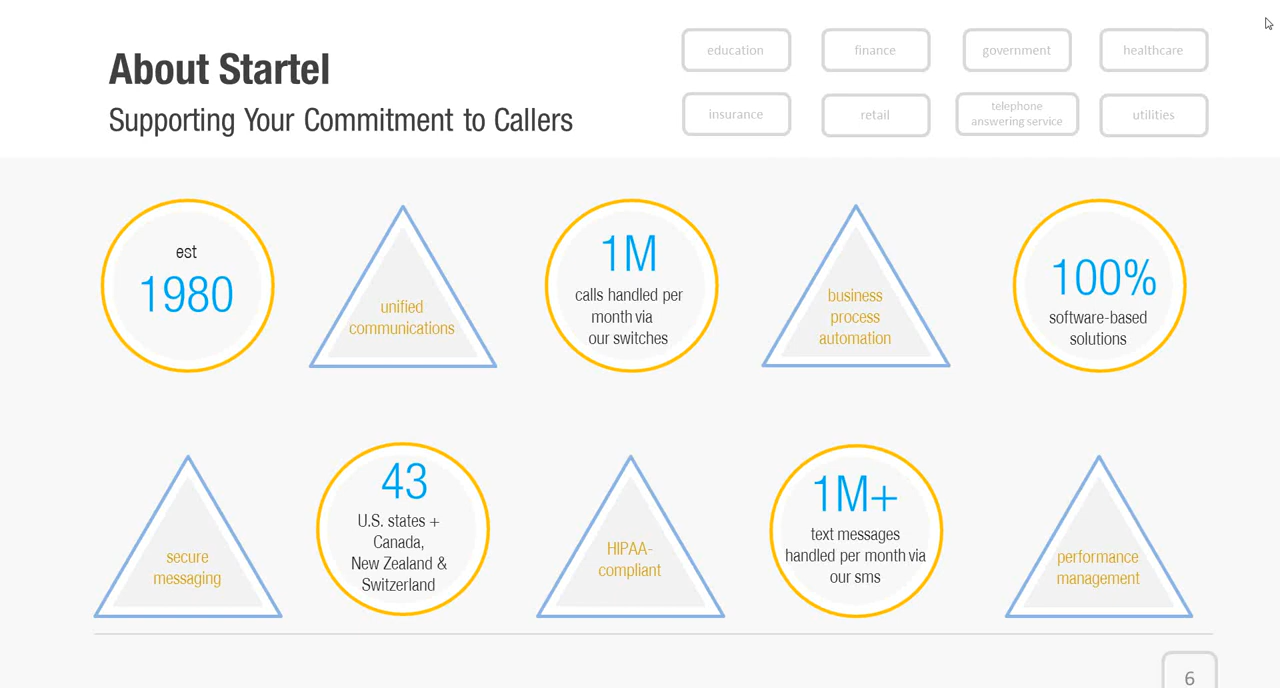 About Startel
Supporting Your Commitment to Callers
education
finance
government
healthcare
insurance
retail
telephone
answering service
utilities
est
1980
unified
communications
1M
calls handled per
month via
our switches
business
process
automation
100%
software-based
solutions
secure
messaging
43
U.S. states +
Canada,
New Zealand &
Switzerland
HIPAA-
compliant
1M+
text messages
handled per month via
our sms
performance
management
6